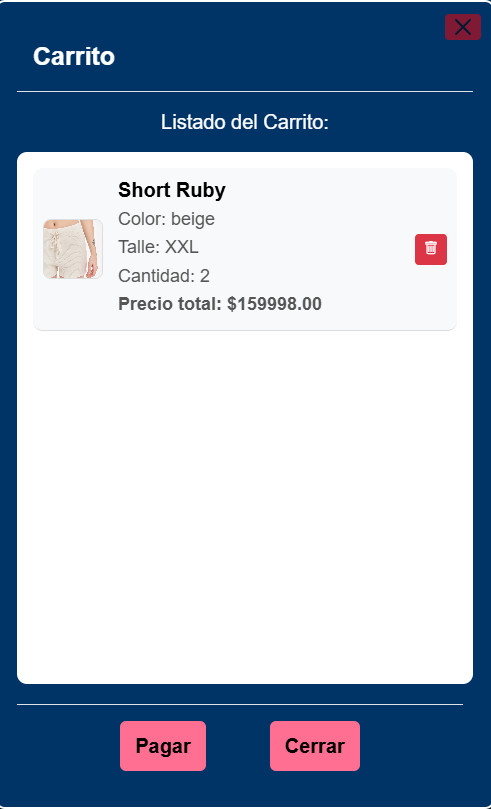 Carrito
Listado del Carrito:
Short Ruby
Color: beige
Talle: XXL
Cantidad: 2
Precio total: $159998.00
Pagar
Cerrar